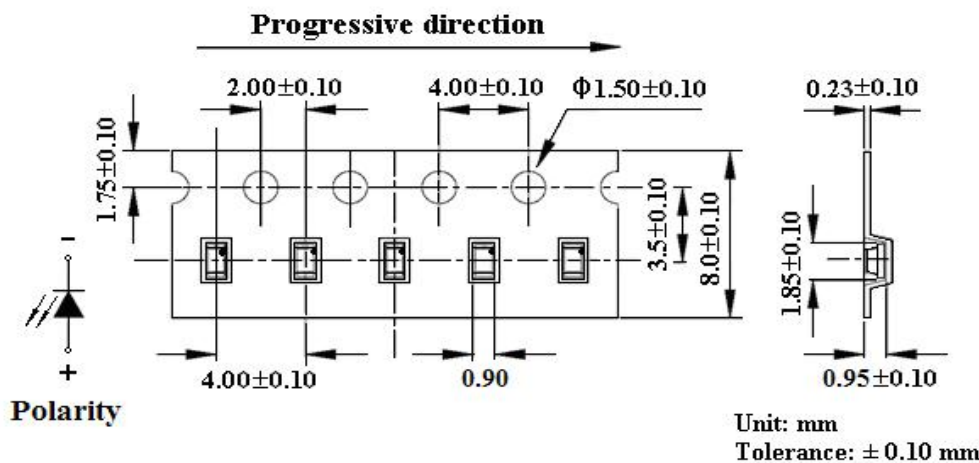 Progressive direction
2.00±0.10
4.00±0.10
Φ1.50±0.10
0.23±0.10
1.75±0.10
3.5±0.10
8.0±0.10
1.85±0.10
-
+
Polarity
4.00±0.10
0.90
0.95±0.10
Unit: mm
Tolerance: ± 0.10 mm